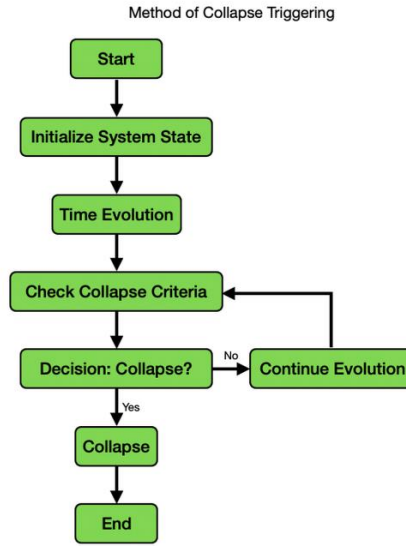 Method of Collapse Triggering
Start
Initialize System State
Time Evolution
Check Collapse Criteria
Decision: Collapse?
No
Continue Evolution
Yes
Collapse
End